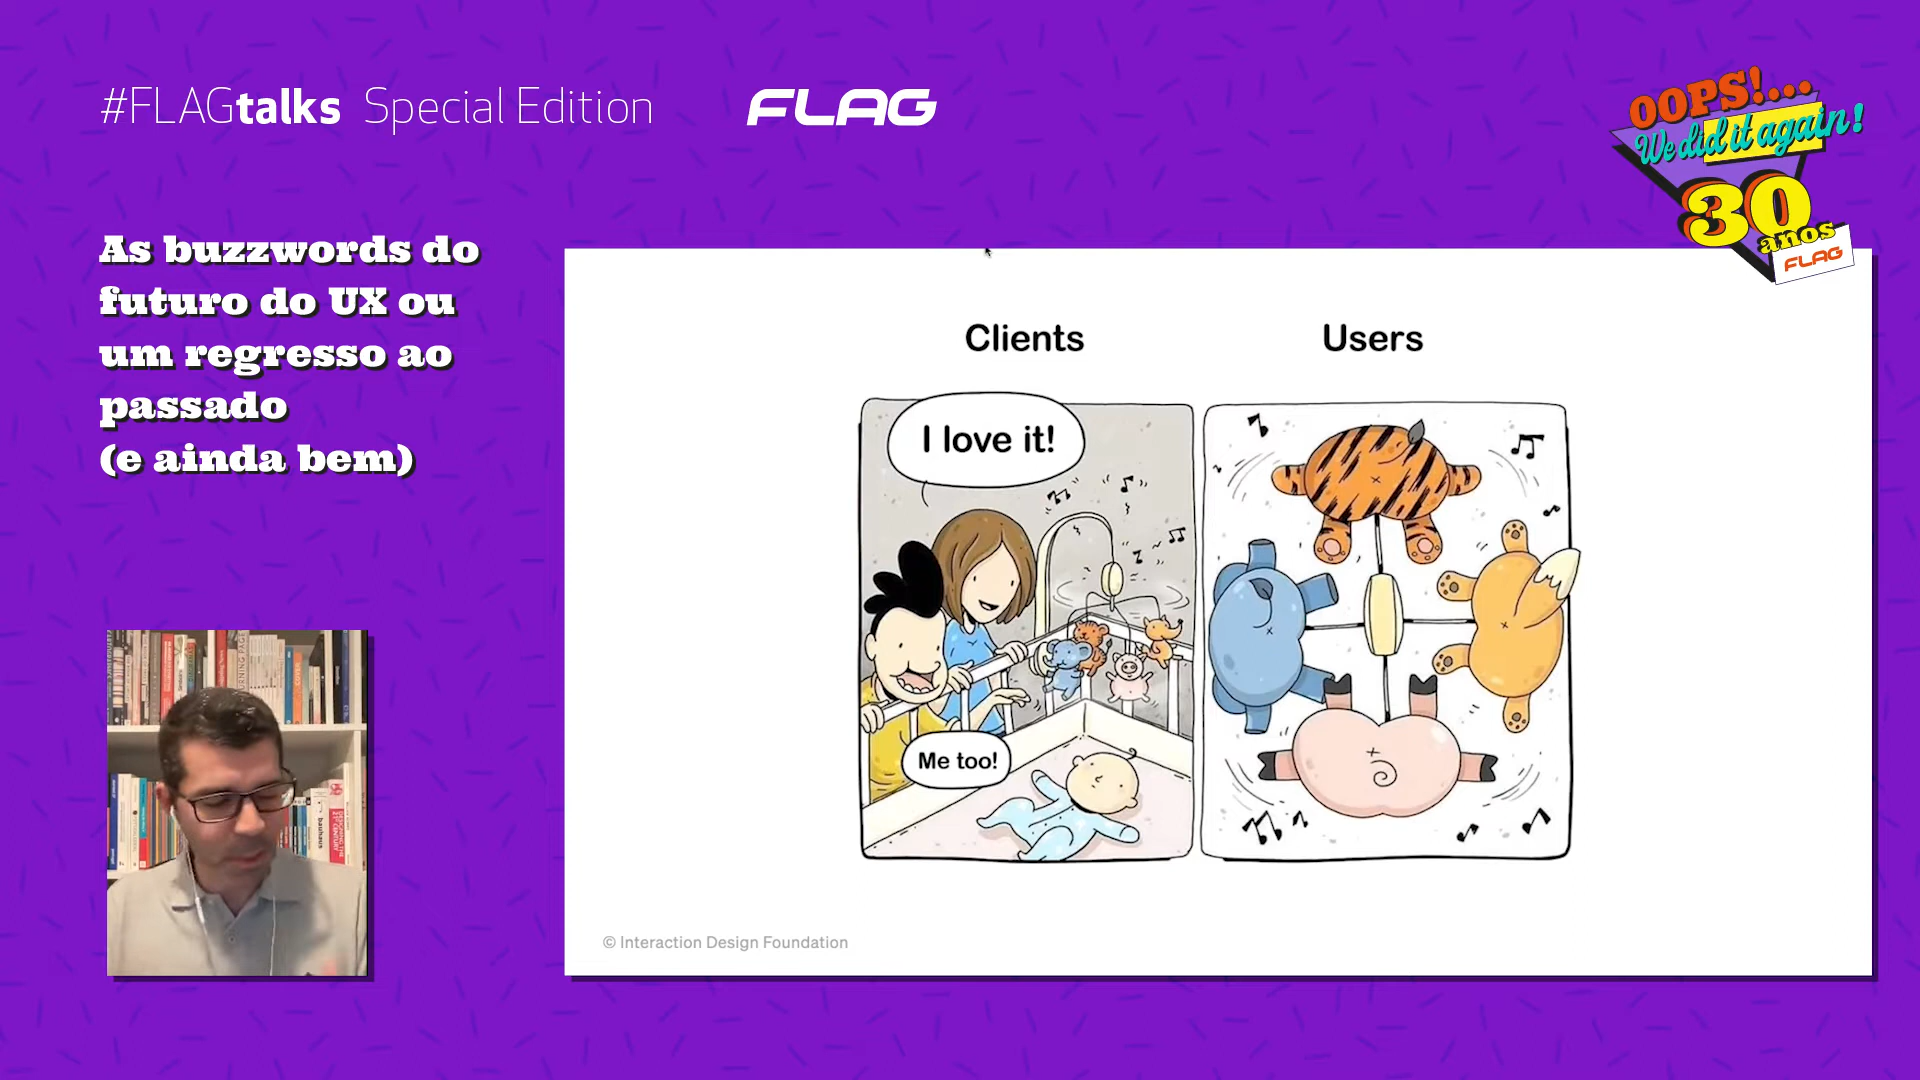 #FLAGtalks Special Edition
FLAG
OOPS!...
We did it again!
30
anos
FLAG
As buzzwords do
futuro do UX ou
um regresso ao
passado
(e ainda bem)
Clients
Users
I love it!
Me too!
bauhaus
© Interaction Design Foundation